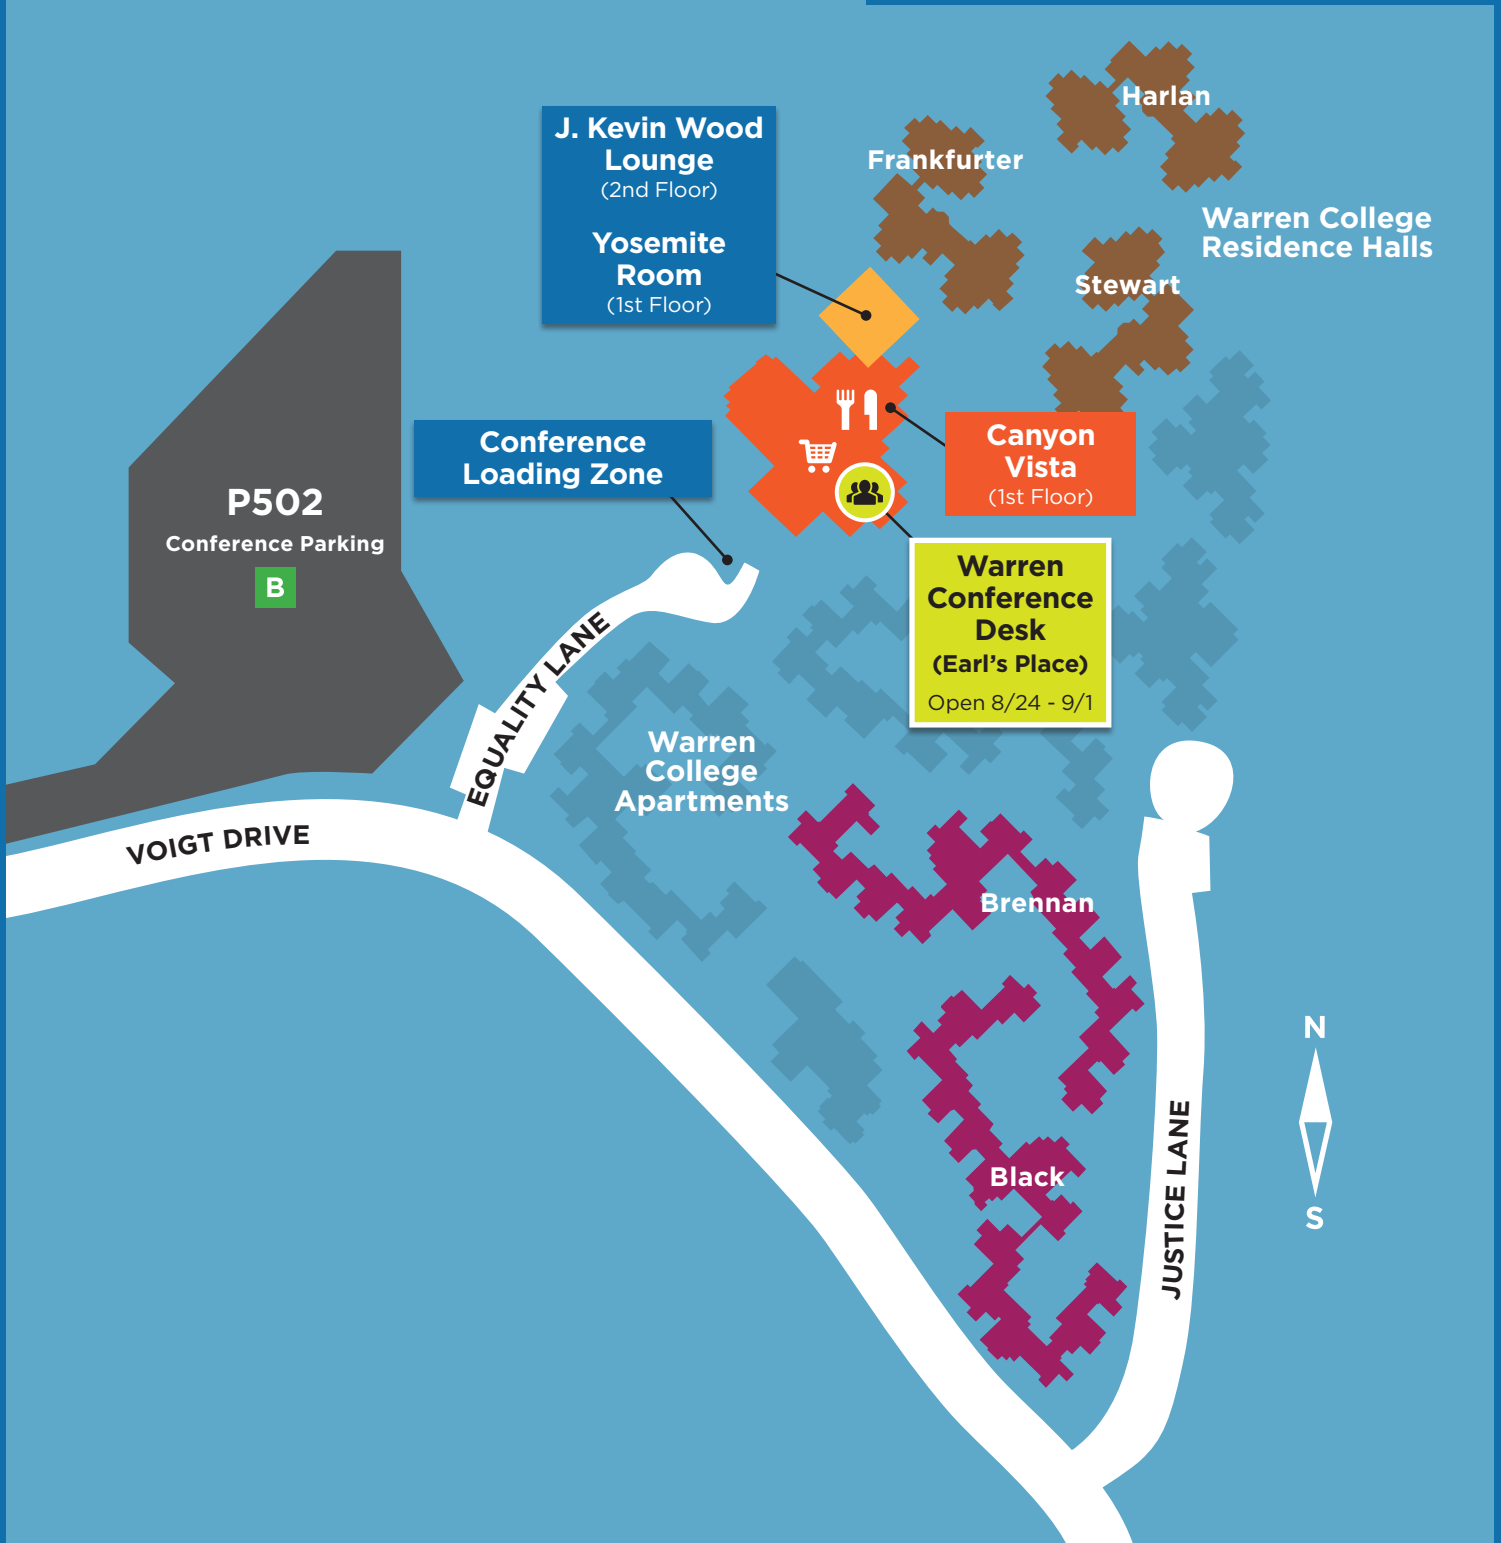 Harlan
J. Kevin Wood
Lounge
(2nd Floor)
Yosemite
Room
(1st Floor)
Frankfurter
Warren College
Residence Halls
Stewart
Conference
Loading Zone
Canyon
Vista
(1st Floor)
P502
Conference Parking
B
Warren
Conference
Desk
(Earl's Place)
Open 8/24 - 9/1
EQUALITY LANE
Warren
College
Apartments
VOIGT DRIVE
Brennan
N
S
Black
JUSTICE LANE